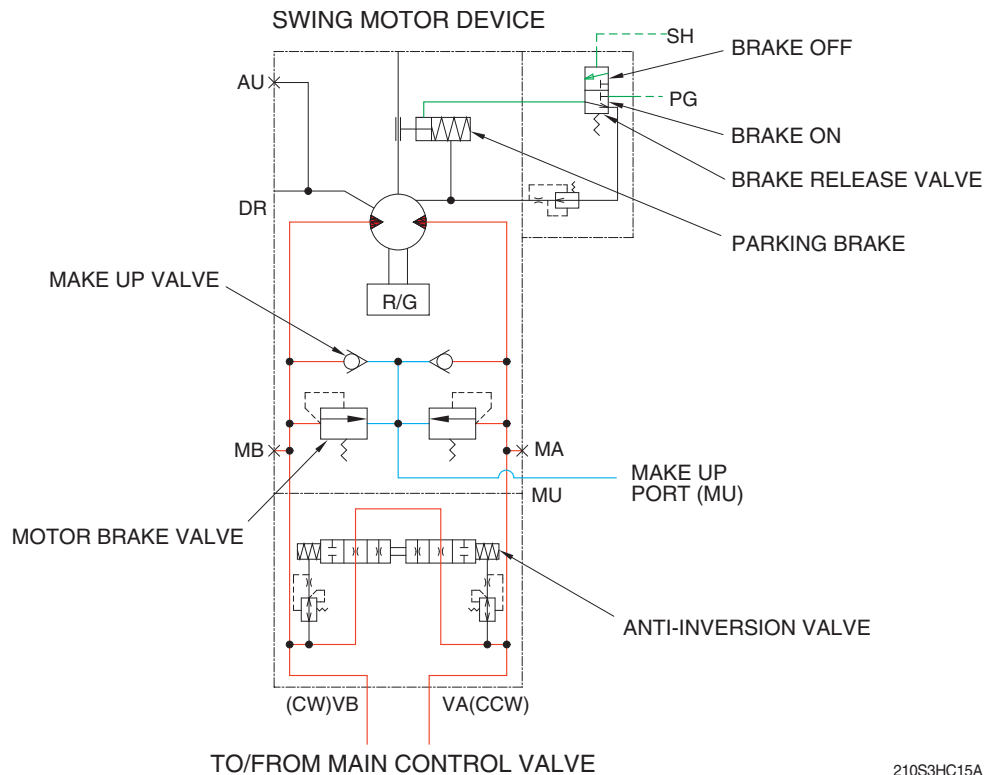 SWING MOTOR DEVICE
SH
BRAKE OFF
AU
PG
BRAKE ON
BRAKE RELEASE VALVE
DR
PARKING BRAKE
MAKE UP VALVE
R/G
MB
MA
MAKE UP
PORT (MU)
MU
MOTOR BRAKE VALVE
ANTI-INVERSION VALVE
(CW)VB
VA(CCW)
TO/FROM MAIN CONTROL VALVE
210S3HC15A